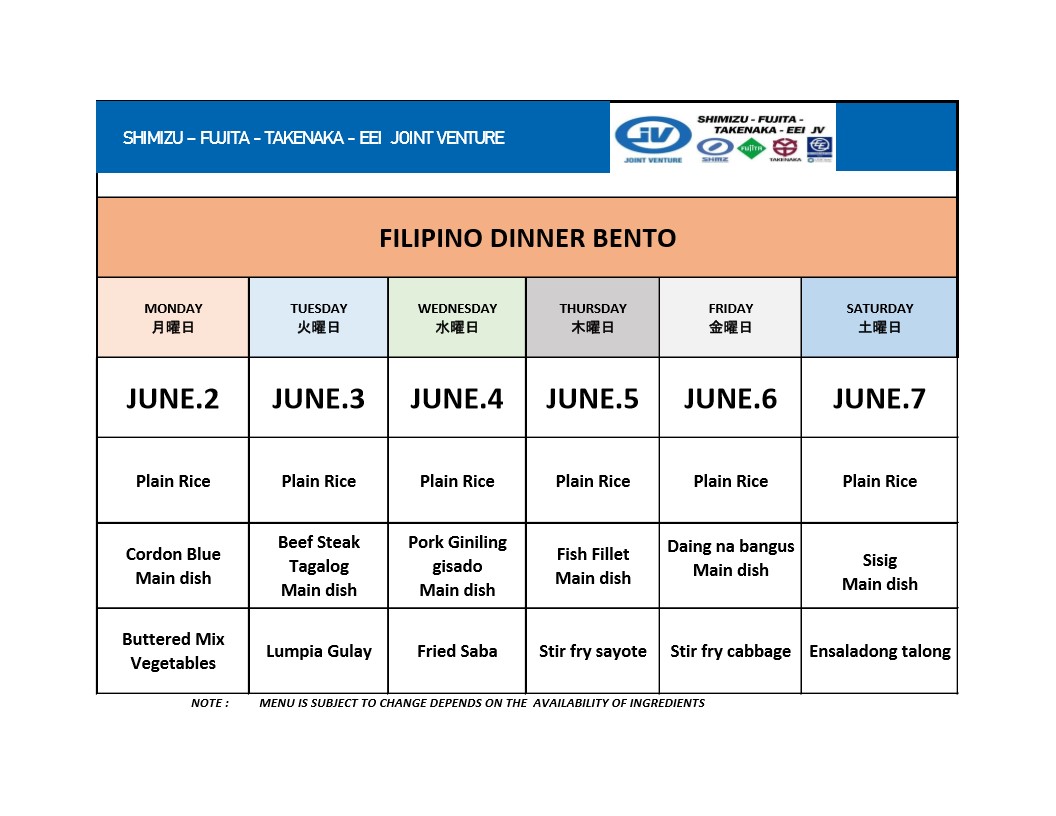 SHIMIZU – FUJITA - TAKENAKA - EEI JOINT VENTURE
JV
JOINT VENTURE
SHIMIZU - FUJITA -
TAKENAKA - EEI JV
SHIMZ
FUJITA
TAKENAKA
FILIPINO DINNER BENTO
MONDAY
月曜日
TUESDAY
火曜日
WEDNESDAY
水曜日
THURSDAY
木曜日
FRIDAY
金曜日
SATURDAY
土曜日
JUNE.2
JUNE.3
JUNE.4
JUNE.5
JUNE.6
JUNE.7
Plain Rice
Plain Rice
Plain Rice
Plain Rice
Plain Rice
Plain Rice
Cordon Blue
Main dish
Beef Steak
Tagalog
Main dish
Pork Giniling
gisado
Main dish
Fish Fillet
Main dish
Daing na bangus
Main dish
Sisig
Main dish
Buttered Mix
Vegetables
Lumpia Gulay
Fried Saba
Stir fry sayote
Stir fry cabbage
Ensaladong talong
NOTE : MENU IS SUBJECT TO CHANGE DEPENDS ON THE AVAILABILITY OF INGREDIENTS